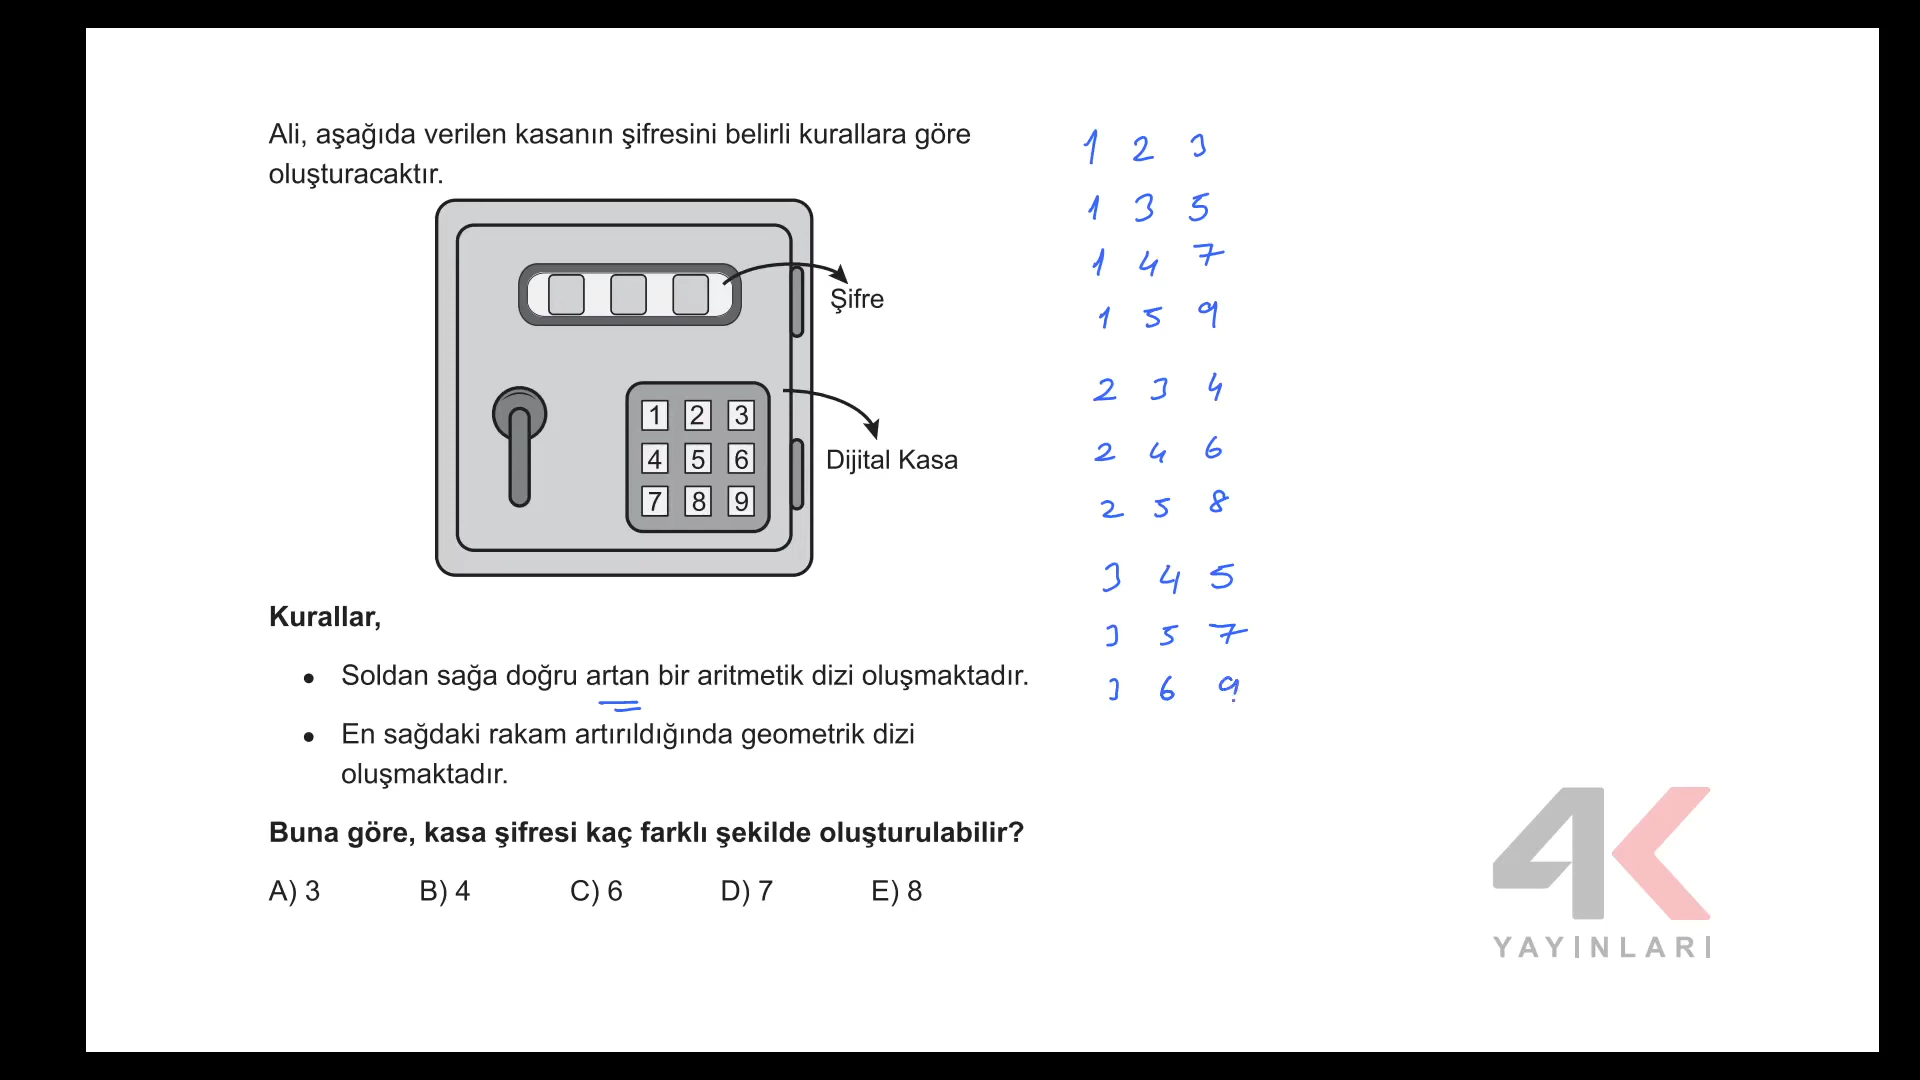 Ali, aşağıda verilen kasanın şifresini belirli kurallara göre
oluşturacaktır.
Şifre
1 2 3
4 5 6
7 8 9
Dijital Kasa
Kurallar,
• Soldan sağa doğru artan bir aritmetik dizi oluşmaktadır.
• En sağdaki rakam artırıldığında geometrik dizi
oluşmaktadır.
Buna göre, kasa şifresi kaç farklı şekilde oluşturulabilir?
A) 3 B) 4 C) 6 D) 7 E) 8
1 2 3
1 3 5
1 4 7
1 5 9
2 3 4
2 4 6
2 5 8
3 4 5
3 5 7
3 6 9
4K
YAYINLARI